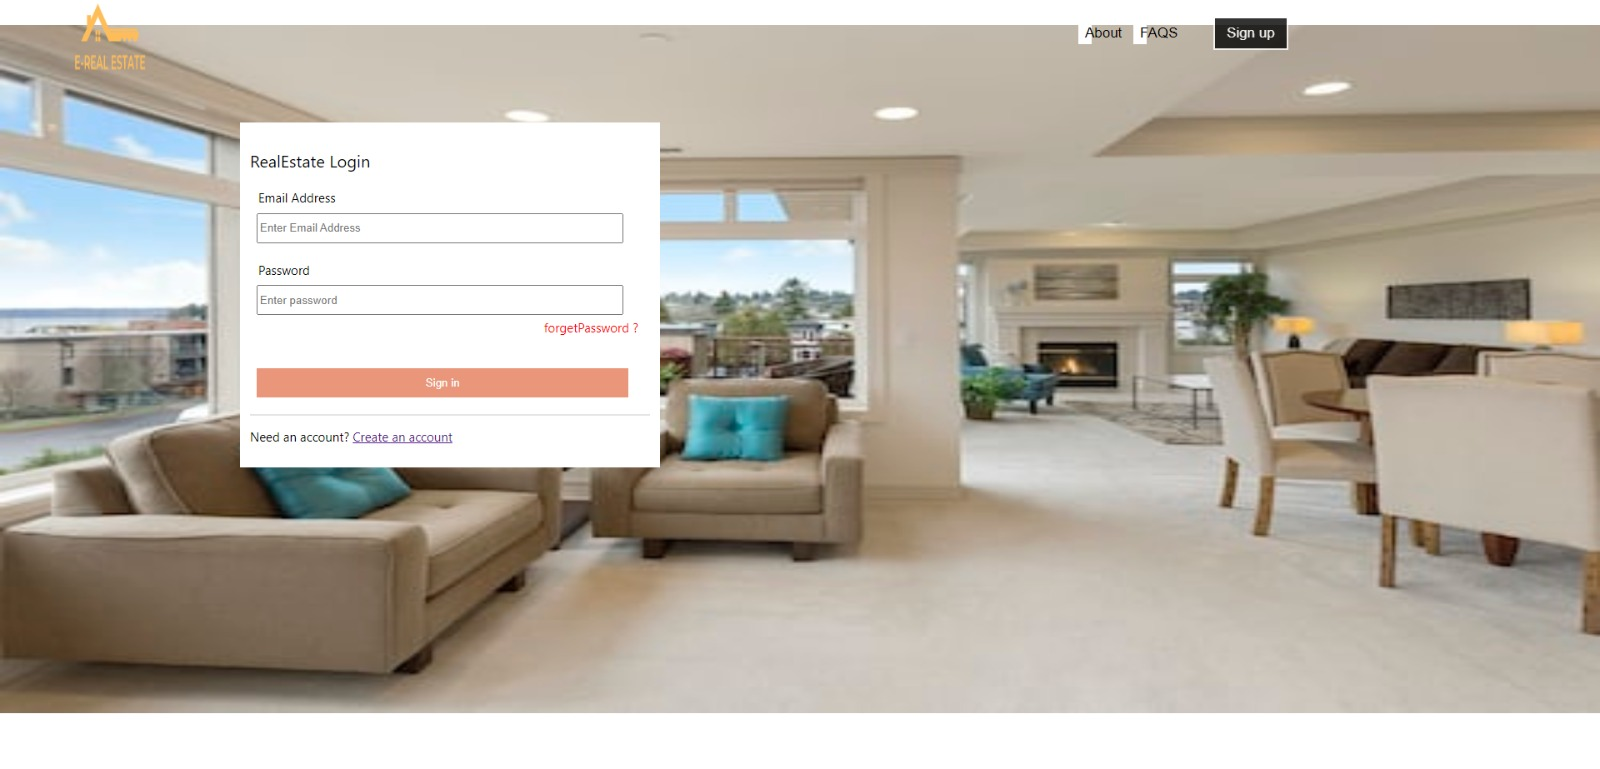 E-REAL ESTATE
About FAQS Sign up
RealEstate Login
Email Address
Enter Email Address
Password
Enter password
forgetPassword ?
Sign in
Need an account? Create an account